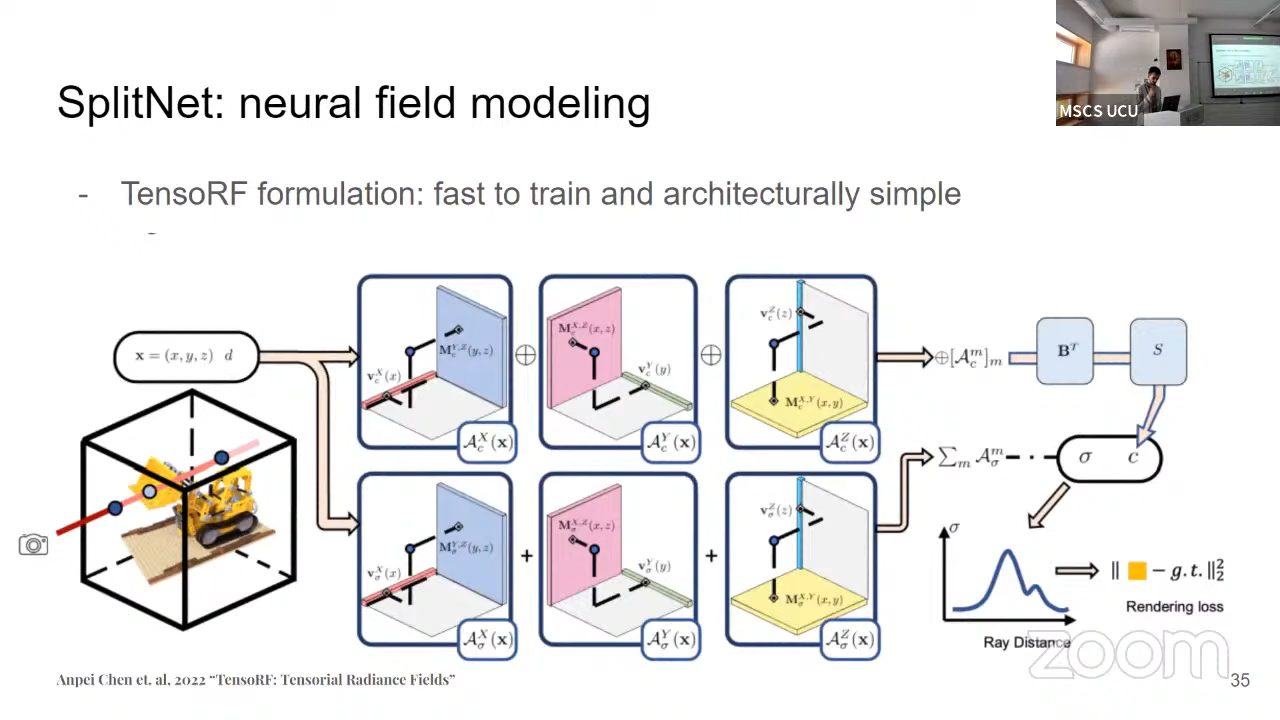 MSCS UCU
SplitNet: neural field modeling
- TensoRF formulation: fast to train and architecturally simple
-
x = (x, y, z) d
v_c^X(x)
M_c^{Y,Z}(y, z)
A_c^X(x)
⊕
M_c^{X,Z}(x, z)
v_c^Y(y)
A_c^Y(x)
⊕
v_c^Z(z)
M_c^{X,Y}(x, y)
A_c^Z(x)
⊕[A_c^m]_m
B^T
S
v_σ^X(x)
M_σ^{Y,Z}(y, z)
A_σ^X(x)
+
M_σ^{X,Z}(x, z)
v_σ^Y(y)
A_σ^Y(x)
+
v_σ^Z(z)
M_σ^{X,Y}(x, y)
A_σ^Z(x)
∑_m A_σ^m
σ c
σ
Ray Distance
|| - g.t. ||_2^2
Rendering loss
zoom
Anpei Chen et. al, 2022 “TensoRF: Tensorial Radiance Fields”
35